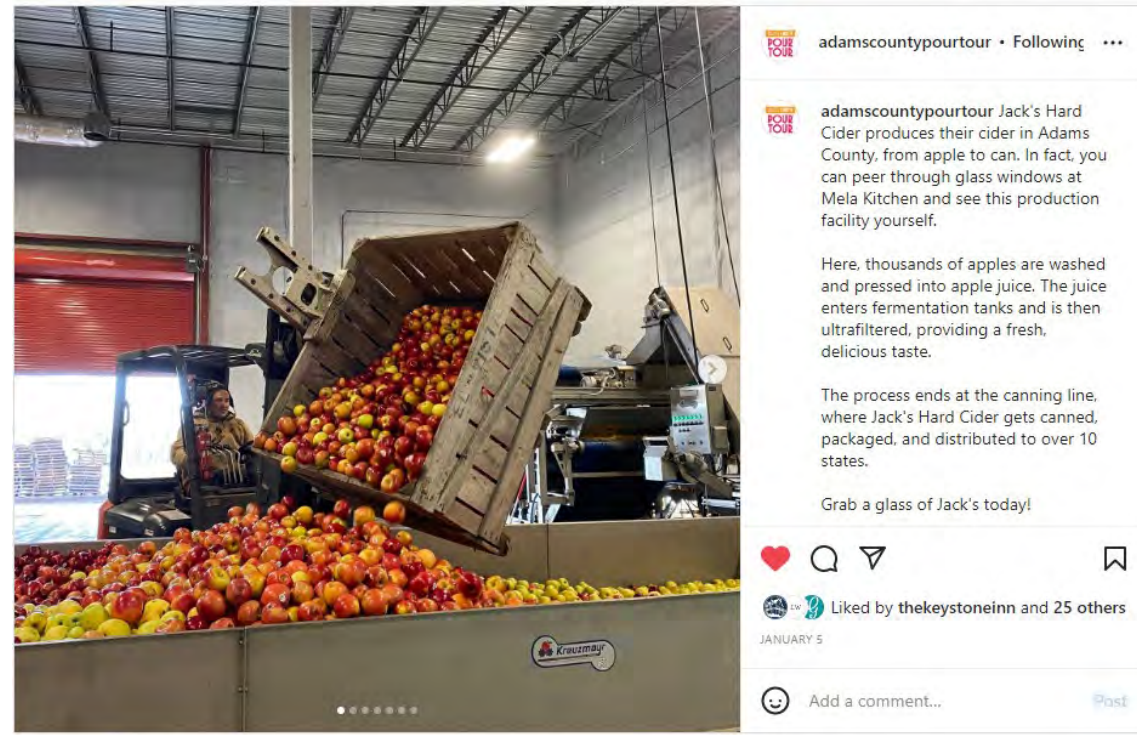 POUR
TOUR
adamscountypourtour • Following
POUR
TOUR
adamscountypourtour Jack's Hard
Cider produces their cider in Adams
County, from apple to can. In fact, you
can peer through glass windows at
Mela Kitchen and see this production
facility yourself.
Here, thousands of apples are washed
and pressed into apple juice. The juice
enters fermentation tanks and is then
ultrafiltered, providing a fresh,
delicious taste.
The process ends at the canning line,
where Jack's Hard Cider gets canned,
packaged, and distributed to over 10
states.
Grab a glass of Jack's today!
Liked by thekeystoneinn and 25 others
JANUARY 5
Add a comment...
Post
Kreuzmayr